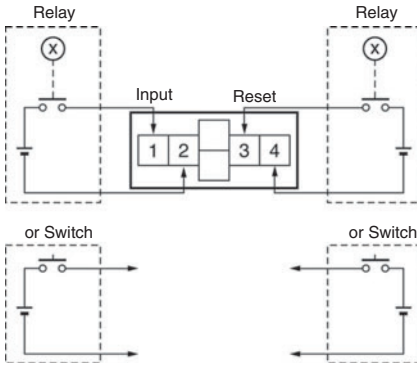 Relay
Relay
X
X
Input
Reset
1 2 3 4
or Switch
or Switch